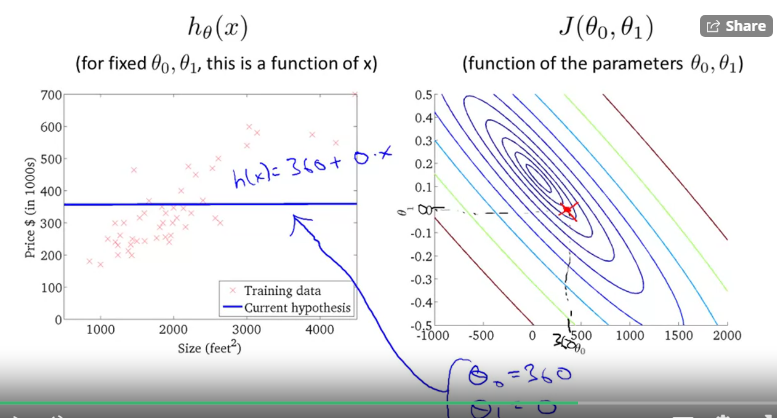 hθ(x)
(for fixed θ0, θ1, this is a function of x)
700
600
500
400
300
200
100
0
Price $ (in 1000s)
1000
2000
3000
4000
Size (feet²)
h(x) = 360 + 0·x
Training data
Current hypothesis
Share
J(θ0, θ1)
(function of the parameters θ0, θ1)
0.5
0.4
0.3
0.2
0.1
0
-0.1
-0.2
-0.3
-0.4
-0.5
θ1
-1000
-500
0
500
1000
1500
2000
360
θ0
θ0 = 360
θ1 = 0